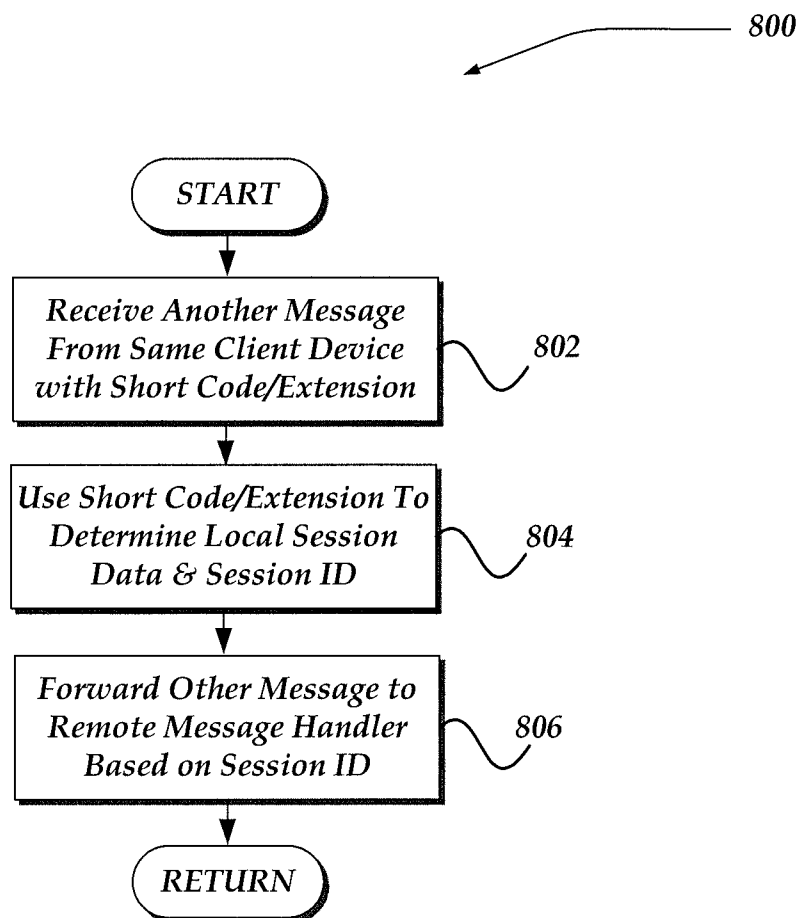 800
START
Receive Another Message
From Same Client Device
with Short Code/Extension
802
Use Short Code/Extension To
Determine Local Session
Data & Session ID
804
Forward Other Message to
Remote Message Handler
Based on Session ID
806
RETURN